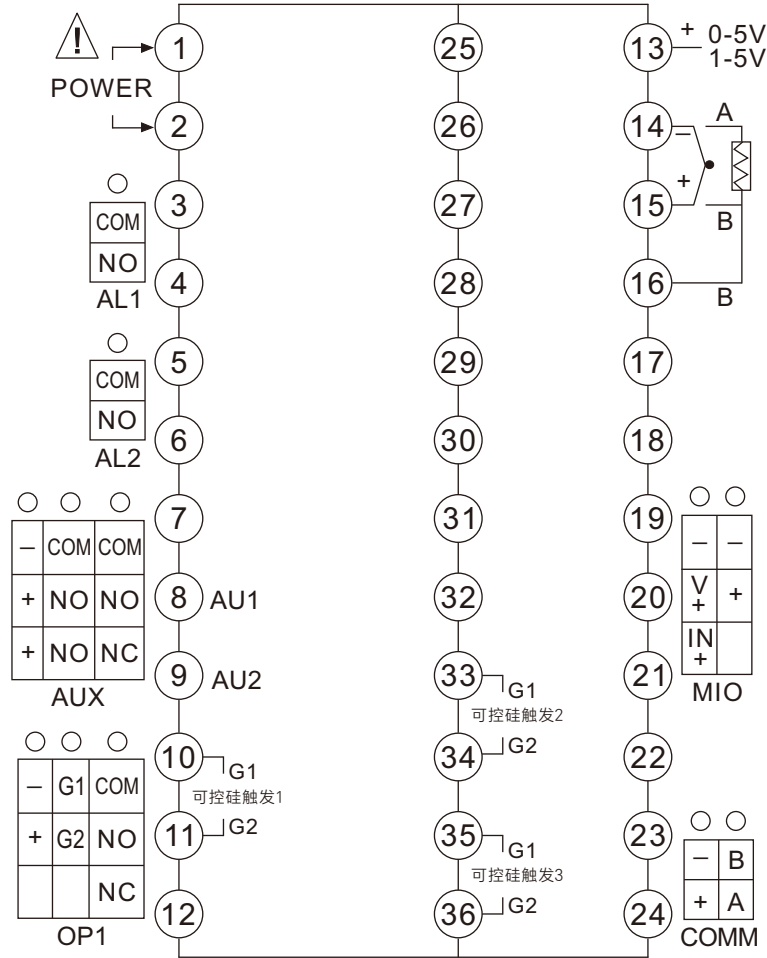 1 25 13 + 0-5V
1-5V
POWER
2 26 14 – A
3 27 15 + B
COM
NO
AL1
4 28 16 B
5 29 17
COM
NO
AL2
6 30 18
7 31 19
– COM COM
+ NO NO
+ NO NC
AUX
8 AU1 32 20
– –
V + +
IN +
MIO
9 AU2 33 G1 21
可控硅触发2
34 G2 22
10 G1
可控硅触发1
11 G2
– G1 COM
+ G2 NO
NC
OP1
12
35 G1 23
可控硅触发3
36 G2 24
– B
+ A
COMM